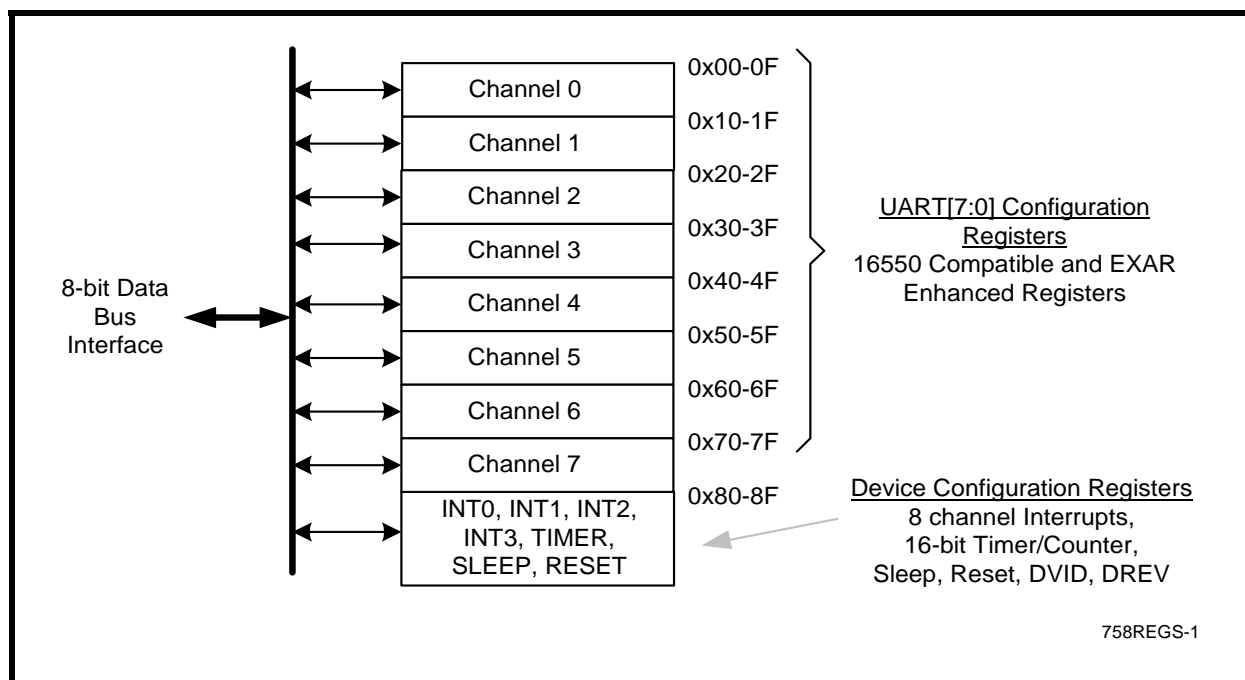 8-bit Data
Bus
Interface
Channel 0
Channel 1
Channel 2
Channel 3
Channel 4
Channel 5
Channel 6
Channel 7
INT0, INT1, INT2,
INT3, TIMER,
SLEEP, RESET
0x00-0F
0x10-1F
0x20-2F
0x30-3F
0x40-4F
0x50-5F
0x60-6F
0x70-7F
0x80-8F
UART[7:0] Configuration
Registers
16550 Compatible and EXAR
Enhanced Registers
Device Configuration Registers
8 channel Interrupts,
16-bit Timer/Counter,
Sleep, Reset, DVID, DREV
758REGS-1